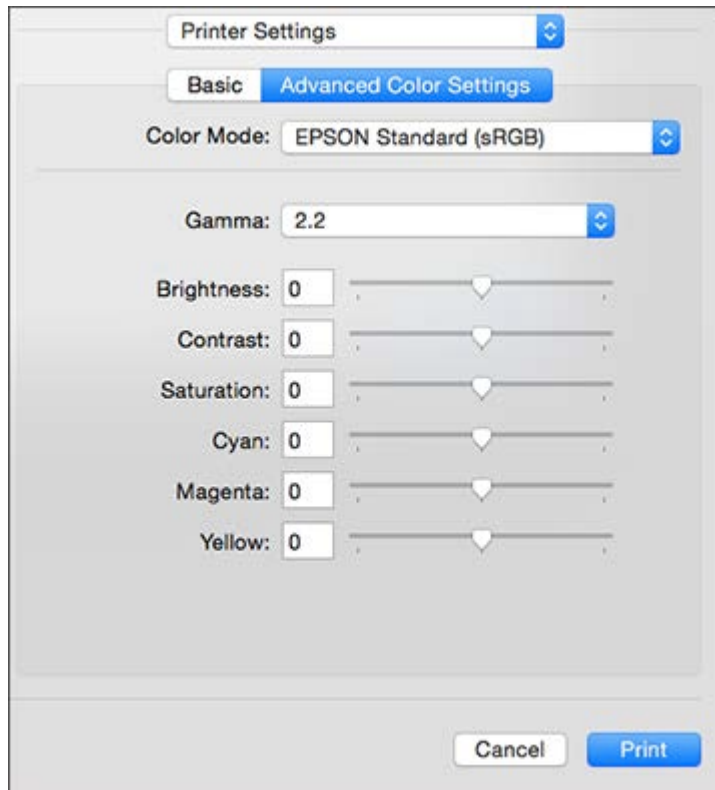 Printer Settings
Basic Advanced Color Settings
Color Mode: EPSON Standard (sRGB)
Gamma: 2.2
Brightness: 0
Contrast: 0
Saturation: 0
Cyan: 0
Magenta: 0
Yellow: 0
Cancel Print